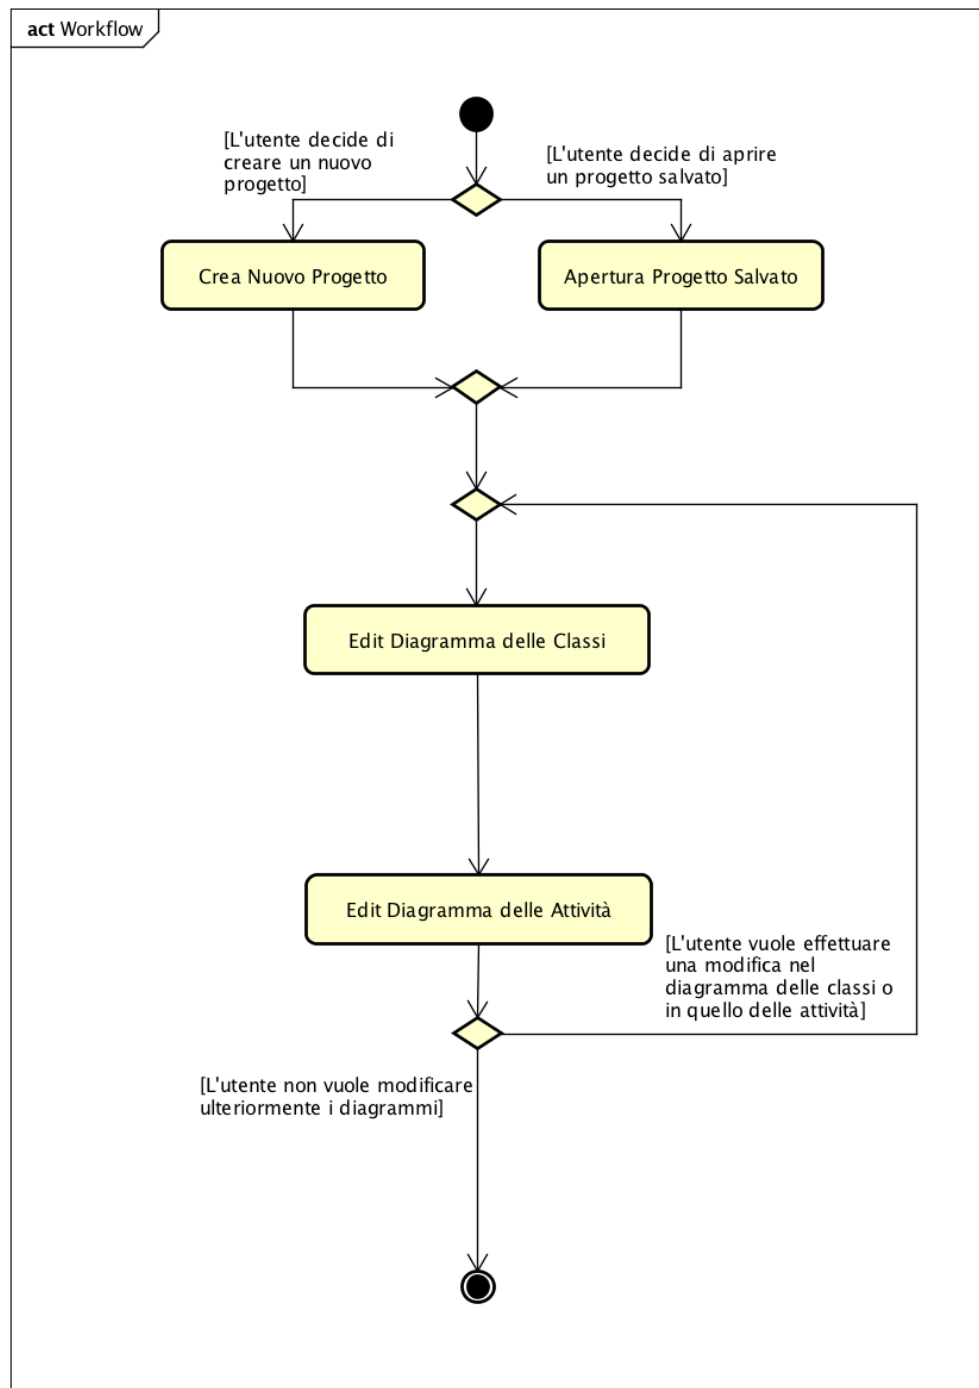 act Workflow
[L'utente decide di
creare un nuovo
progetto]
[L'utente decide di aprire
un progetto salvato]
Crea Nuovo Progetto
Apertura Progetto Salvato
Edit Diagramma delle Classi
Edit Diagramma delle Attività
[L'utente vuole effettuare
una modifica nel
diagramma delle classi o
in quello delle attività]
[L'utente non vuole modificare
ulteriormente i diagrammi]